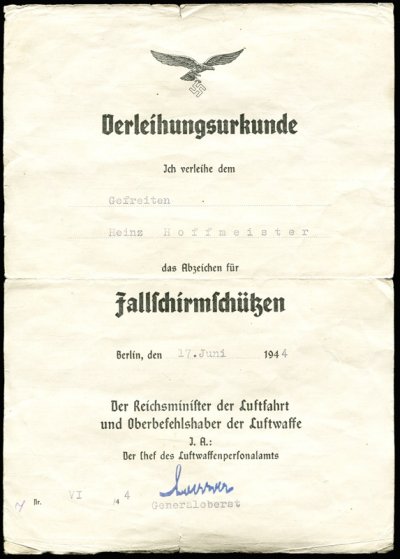 Verleihungsurkunde
Ich verleihe dem
Gefreiten
Heinz Hoffmeister
das Abzeichen für
Fallschirmschützen
Berlin, den 17.Juni 1944
Der Reichsminister der Luftfahrt
und Oberbefehlshaber der Luftwaffe
J. A.:
Der Chef des Luftwaffenpersonalamts
Nr. VI /4 4
Generaloberst